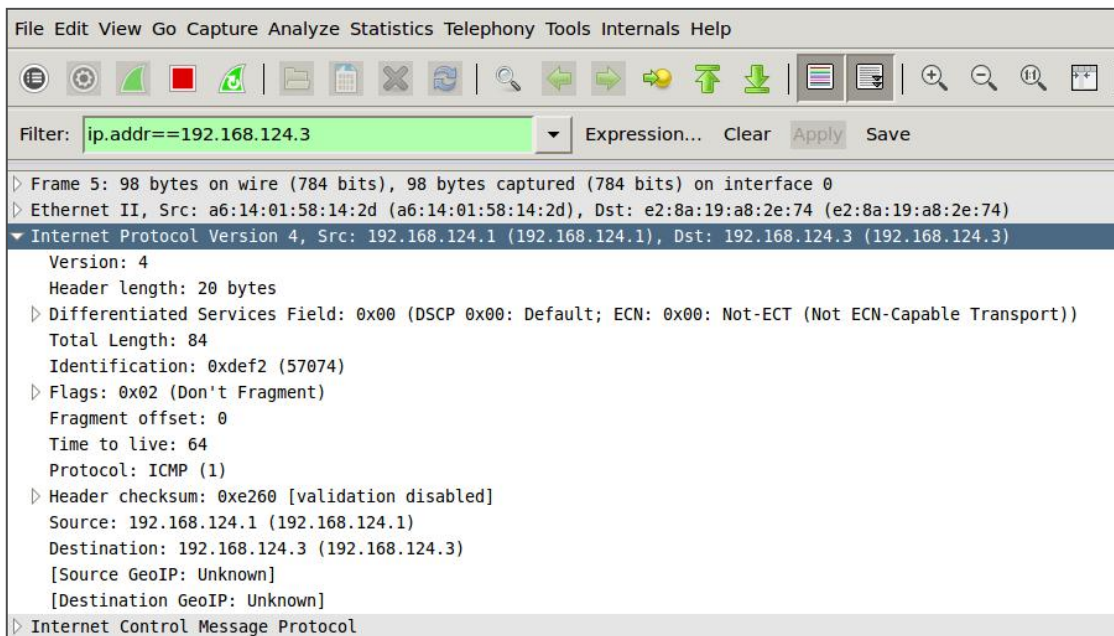 File Edit View Go Capture Analyze Statistics Telephony Tools Internals Help
Filter: ip.addr==192.168.124.3 Expression... Clear Apply Save
Frame 5: 98 bytes on wire (784 bits), 98 bytes captured (784 bits) on interface 0
Ethernet II, Src: a6:14:01:58:14:2d (a6:14:01:58:14:2d), Dst: e2:8a:19:a8:2e:74 (e2:8a:19:a8:2e:74)
Internet Protocol Version 4, Src: 192.168.124.1 (192.168.124.1), Dst: 192.168.124.3 (192.168.124.3)
Version: 4
Header length: 20 bytes
Differentiated Services Field: 0x00 (DSCP 0x00: Default; ECN: 0x00: Not-ECT (Not ECN-Capable Transport))
Total Length: 84
Identification: 0xdef2 (57074)
Flags: 0x02 (Don't Fragment)
Fragment offset: 0
Time to live: 64
Protocol: ICMP (1)
Header checksum: 0xe260 [validation disabled]
Source: 192.168.124.1 (192.168.124.1)
Destination: 192.168.124.3 (192.168.124.3)
[Source GeoIP: Unknown]
[Destination GeoIP: Unknown]
Internet Control Message Protocol